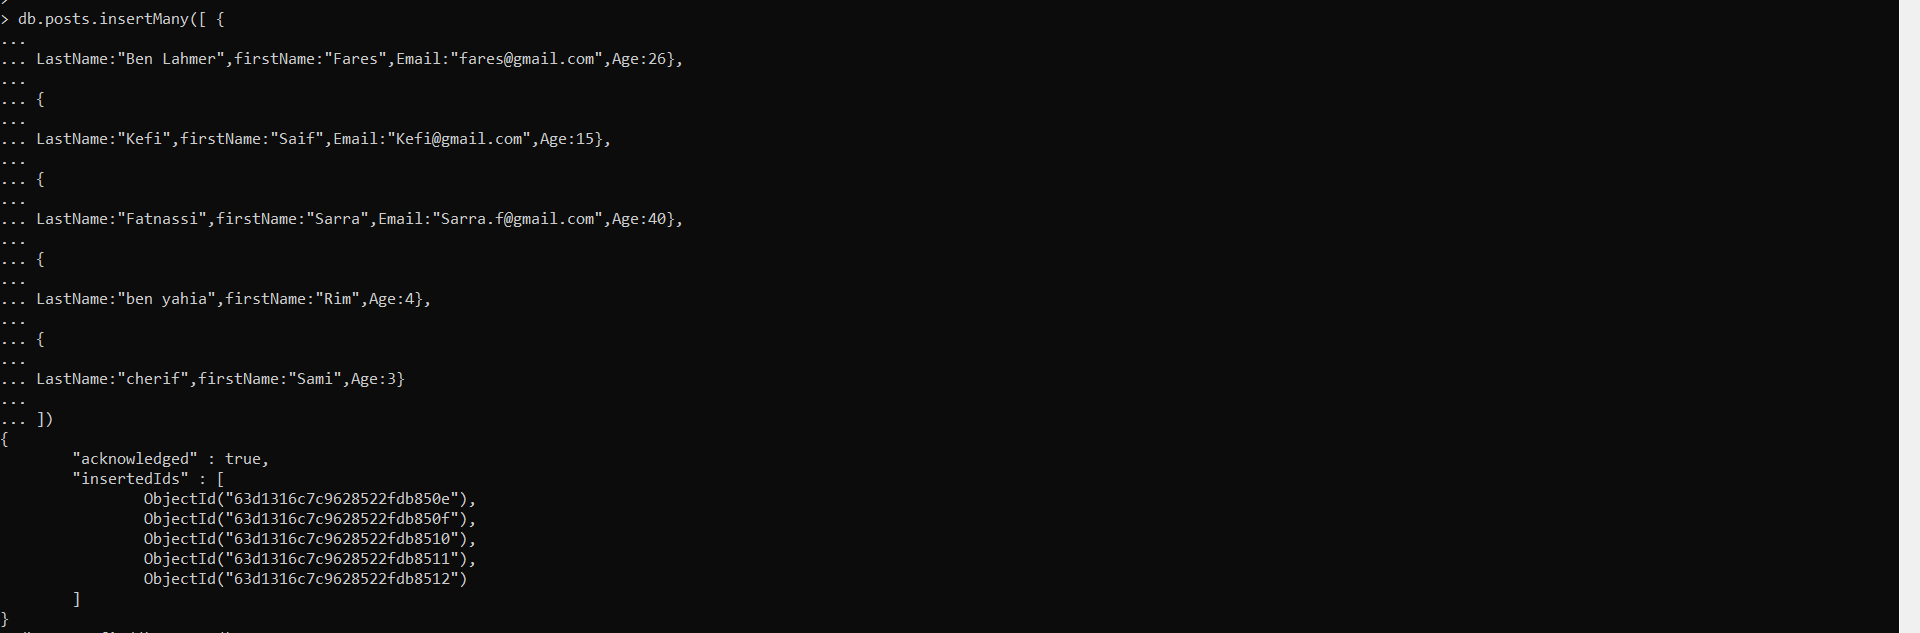 > db.posts.insertMany([ {
...
... LastName:"Ben Lahmer",firstName:"Fares",Email:"fares@gmail.com",Age:26},
...
... {
...
... LastName:"Kefi",firstName:"Saif",Email:"Kefi@gmail.com",Age:15},
...
... {
...
... LastName:"Fatnassi",firstName:"Sarra",Email:"Sarra.f@gmail.com",Age:40},
...
... {
...
... LastName:"ben yahia",firstName:"Rim",Age:4},
...
... {
...
... LastName:"cherif",firstName:"Sami",Age:3}
...
... ])
{
"acknowledged" : true,
"insertedIds" : [
ObjectId("63d1316c7c9628522fdb850e"),
ObjectId("63d1316c7c9628522fdb850f"),
ObjectId("63d1316c7c9628522fdb8510"),
ObjectId("63d1316c7c9628522fdb8511"),
ObjectId("63d1316c7c9628522fdb8512")
]
}